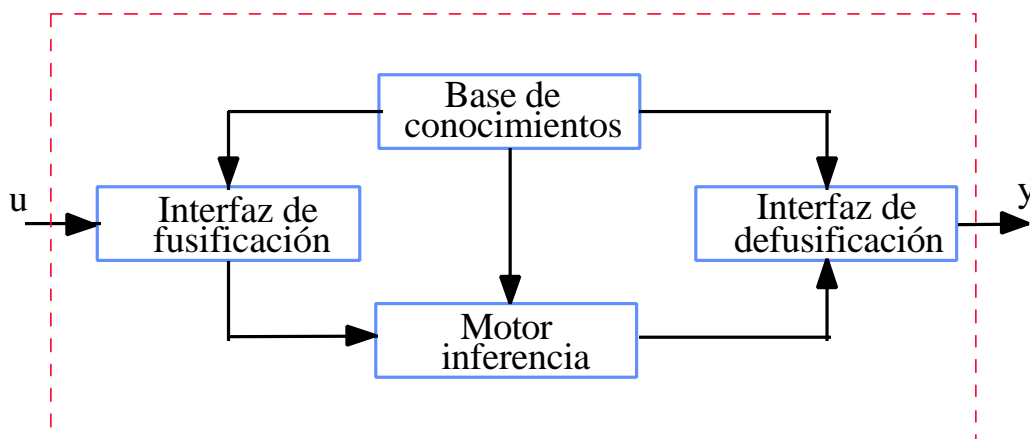 Base de
conocimientos
u
Interfaz de
fusificación
Interfaz de
defusificación
y
Motor
inferencia